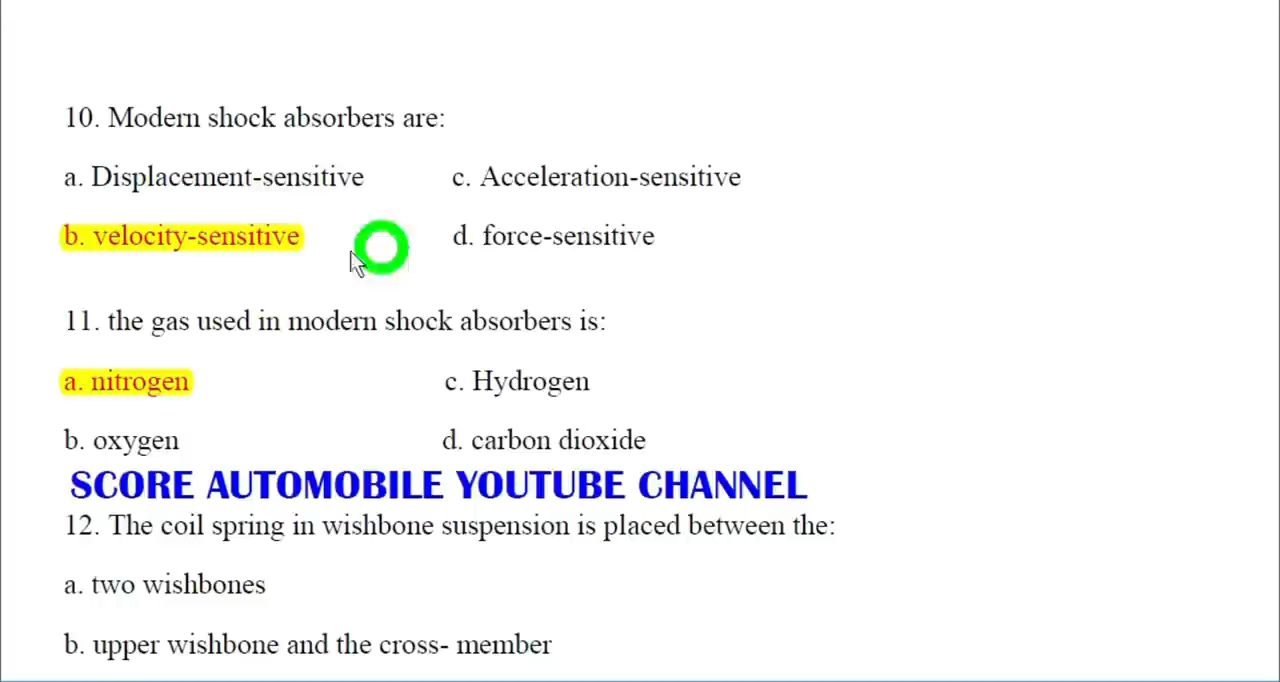 10. Modern shock absorbers are:
a. Displacement-sensitive c. Acceleration-sensitive
b. velocity-sensitive d. force-sensitive
11. the gas used in modern shock absorbers is:
a. nitrogen c. Hydrogen
b. oxygen d. carbon dioxide
SCORE AUTOMOBILE YOUTUBE CHANNEL
12. The coil spring in wishbone suspension is placed between the:
a. two wishbones
b. upper wishbone and the cross- member